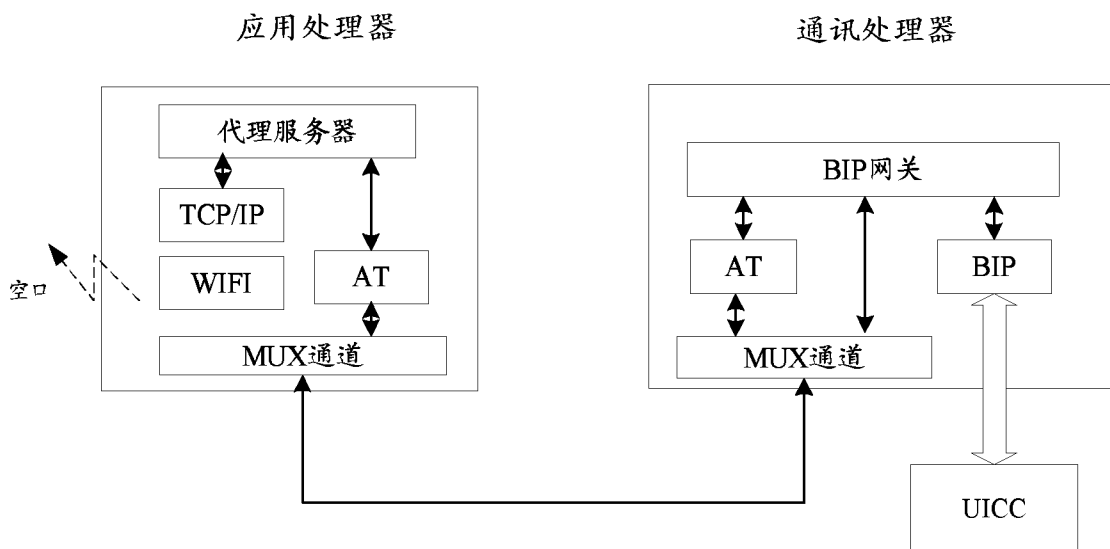 应用处理器
通讯处理器
代理服务器
TCP/IP
WIFI
AT
MUX通道
空口
BIP网关
AT
BIP
MUX通道
UICC